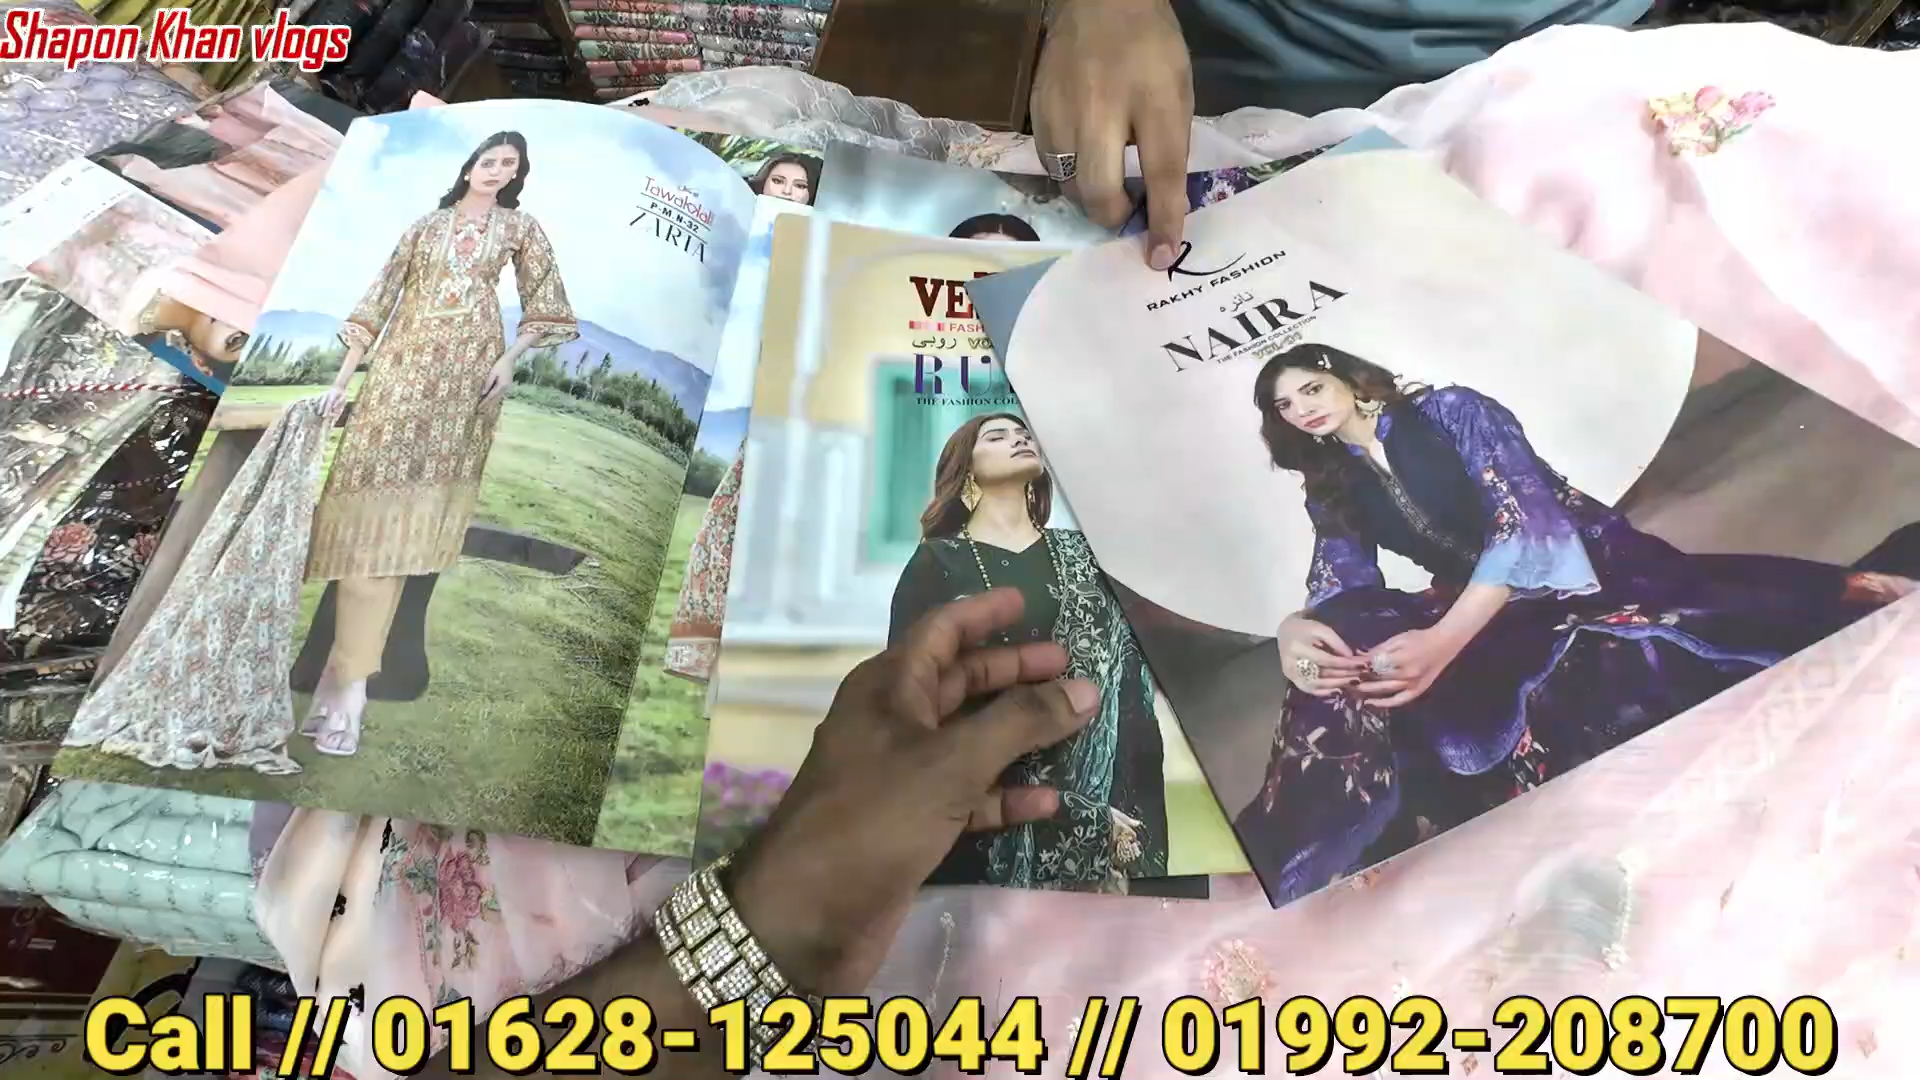 Shapon Khan vlogs
Tawakkal
P-M.N-32
ZARIA
VE
FASH
روبی
RU
THE FASHION COL
RAKHY FASHION
نائرہ
NAIRA
THE FASHION COLLECTION
Call // 01628-125044 // 01992-208700